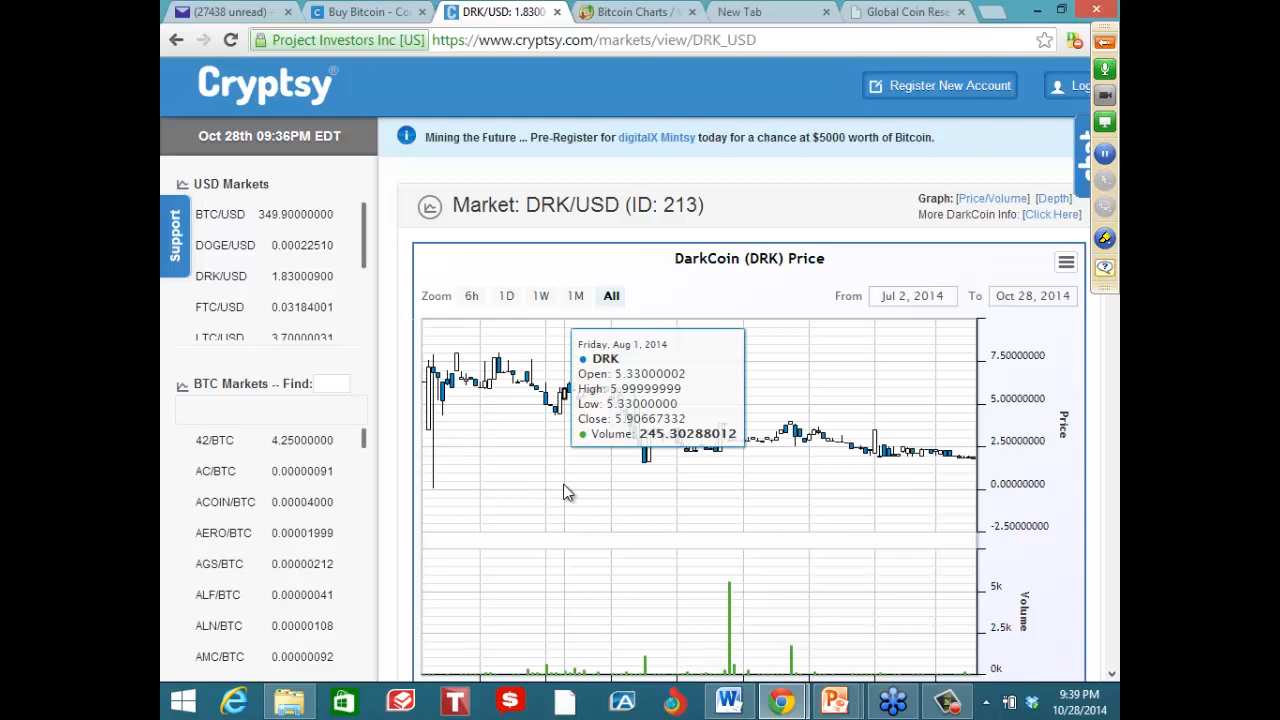 (27438 unread) -
Buy Bitcoin - Co
DRK/USD: 1.8300
Bitcoin Charts /
New Tab
Global Coin Rese
Project Investors Inc [US]
https://www.cryptsy.com/markets/view/DRK_USD
Cryptsy®
Register New Account
Log
Oct 28th 09:36PM EDT
Mining the Future ... Pre-Register for digitalX Mintsy today for a chance at $5000 worth of Bitcoin.
USD Markets
BTC/USD 349.90000000
DOGE/USD 0.00022510
DRK/USD 1.83000900
FTC/USD 0.03184001
LTC/USD 3.70000031
Support
BTC Markets -- Find:
42/BTC 4.25000000
AC/BTC 0.00000091
ACOIN/BTC 0.00004000
AERO/BTC 0.00001999
AGS/BTC 0.00000212
ALF/BTC 0.00000041
ALN/BTC 0.00000108
AMC/BTC 0.00000092
Market: DRK/USD (ID: 213)
Graph: [Price/Volume] [Depth]
More DarkCoin Info: [Click Here]
DarkCoin (DRK) Price
Zoom 6h 1D 1W 1M All
From Jul 2, 2014 To Oct 28, 2014
Friday, Aug 1, 2014
DRK
Open: 5.33000002
High: 5.99999999
Low: 5.33000000
Close: 5.90667332
Volume: 245.30288012
7.50000000
5.00000000
2.50000000
0.00000000
-2.50000000
Price
5k
2.5k
0k
Volume
9:39 PM
10/28/2014